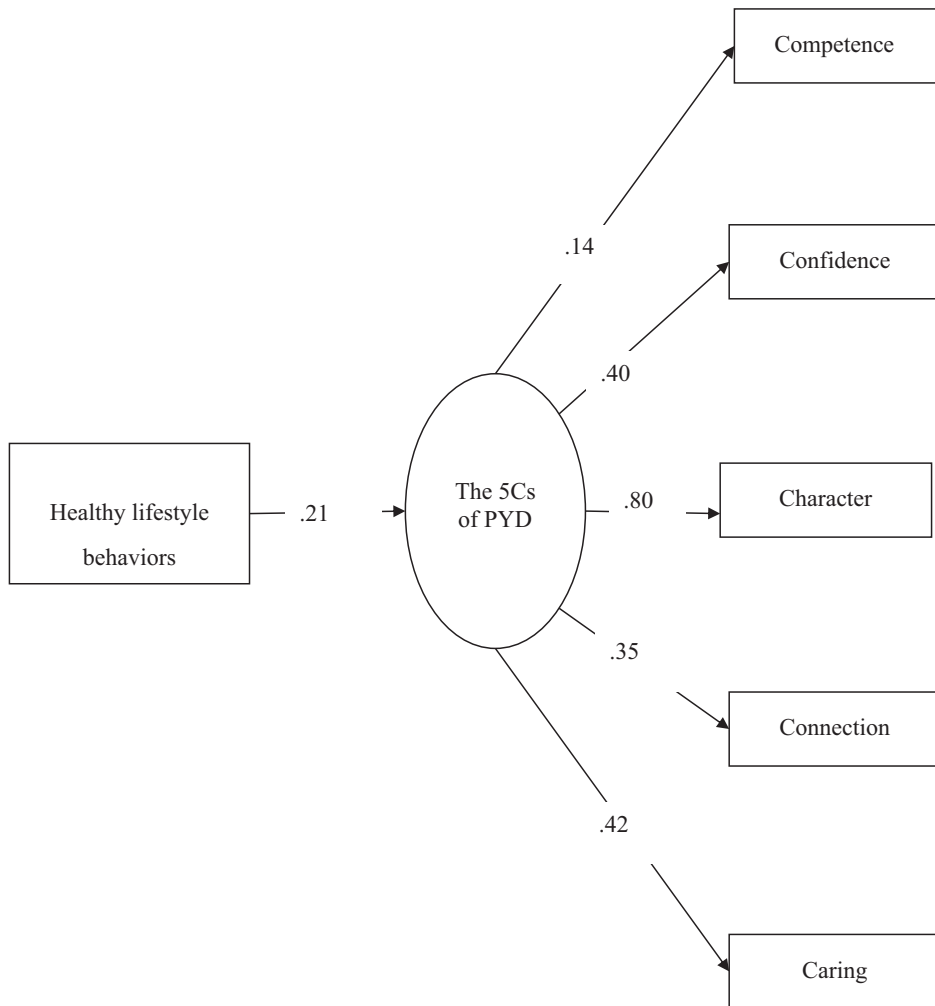 Competence
.14
Confidence
.40
Healthy lifestyle
behaviors
.21
The 5Cs
of PYD
.80
Character
.35
Connection
.42
Caring